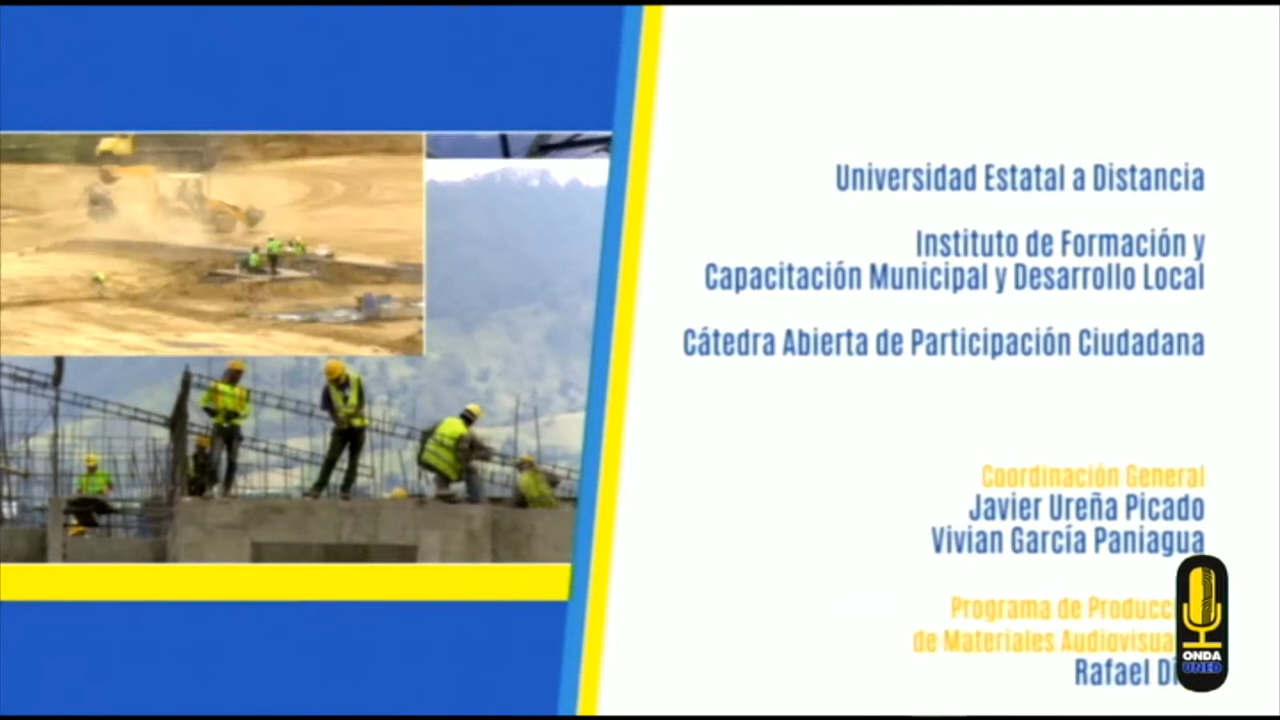 Universidad Estatal a Distancia
Instituto de Formación y
Capacitación Municipal y Desarrollo Local
Cátedra Abierta de Participación Ciudadana
Coordinación General
Javier Ureña Picado
Vivian García Paniagua
Programa de
de Materiales
Rafael
ONDA
UNED